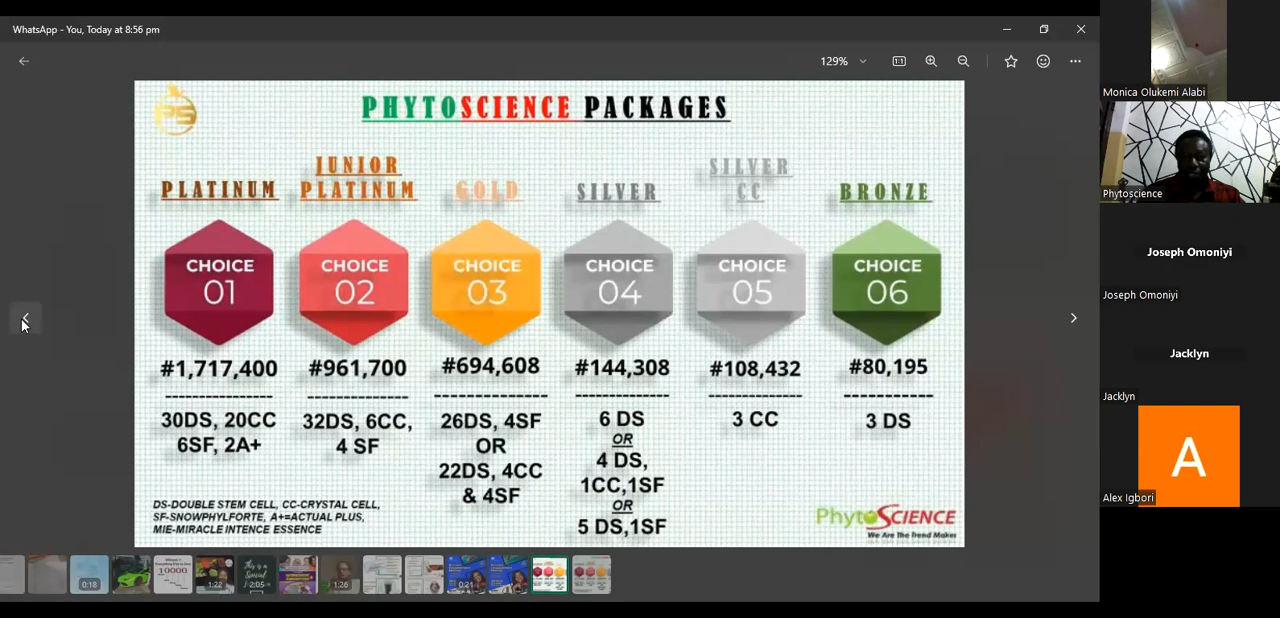 WhatsApp - You, Today at 8:56 pm
129%
1:1
PS
PHYTOSCIENCE PACKAGES
PLATINUM
JUNIOR
PLATINUM
GOLD
SILVER
SILVER
CC
BRONZE
CHOICE
01
CHOICE
02
CHOICE
03
CHOICE
04
CHOICE
05
CHOICE
06
#1,717,400
#961,700
#694,608
#144,308
#108,432
#80,195
30DS, 20CC
6SF, 2A+
32DS, 6CC,
4 SF
26DS, 4SF
OR
22DS, 4CC
& 4SF
6 DS
OR
4 DS,
1CC,1SF
OR
5 DS,1SF
3 CC
3 DS
DS-DOUBLE STEM CELL, CC-CRYSTAL CELL,
SF-SNOWPHYLFORTE, A+=ACTUAL PLUS,
MIE-MIRACLE INTENCE ESSENCE
PhytoSCIENCE
We Are The Trend Maker
0:18
1:22
This is a
Special
2:05
10000
1:26
0:21
Monica Olukemi Alabi
Phytoscience
Joseph Omoniyi
Joseph Omoniyi
Jacklyn
Jacklyn
A
Alex Igbori